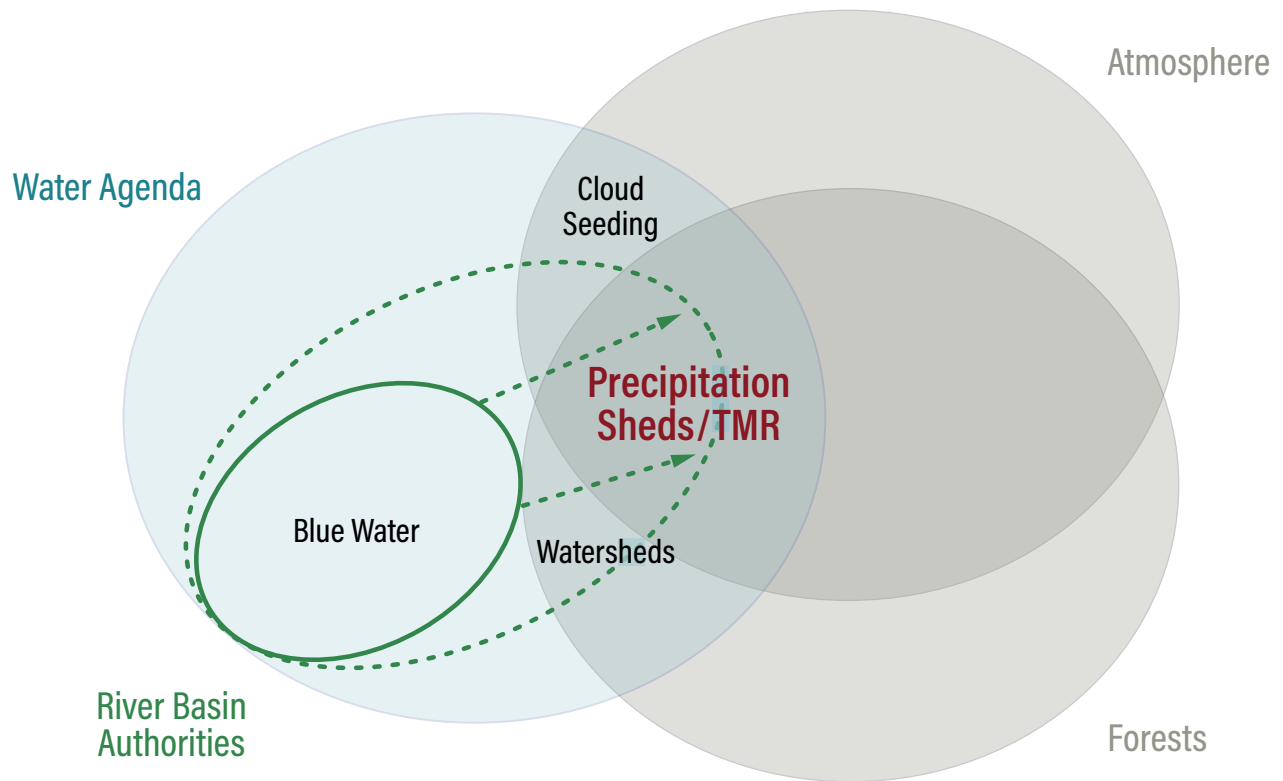 Atmosphere
Water Agenda
Cloud
Seeding
Precipitation
Sheds/TMR
Blue Water
Watersheds
River Basin
Authorities
Forests